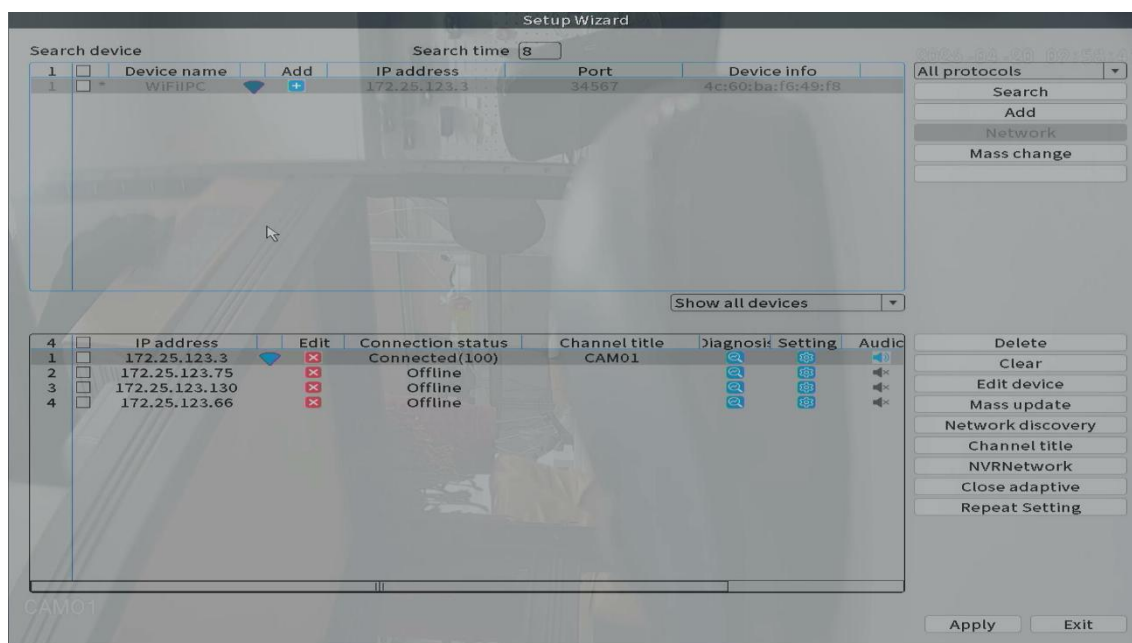 Setup Wizard
Search device Search time 8
1 Device name Add IP address Port Device info
1 * WiFiIPC 172.25.123.3 34567 4c:60:ba:f6:49:f8
All protocols
Search
Add
Network
Mass change
Show all devices
4 IP address Edit Connection status Channel title Diagnosis Setting Audio
1 172.25.123.3 Connected(100) CAM01
2 172.25.123.75 Offline
3 172.25.123.130 Offline
4 172.25.123.66 Offline
Delete
Clear
Edit device
Mass update
Network discovery
Channel title
NVRNetwork
Close adaptive
Repeat Setting
CAM01
Apply Exit